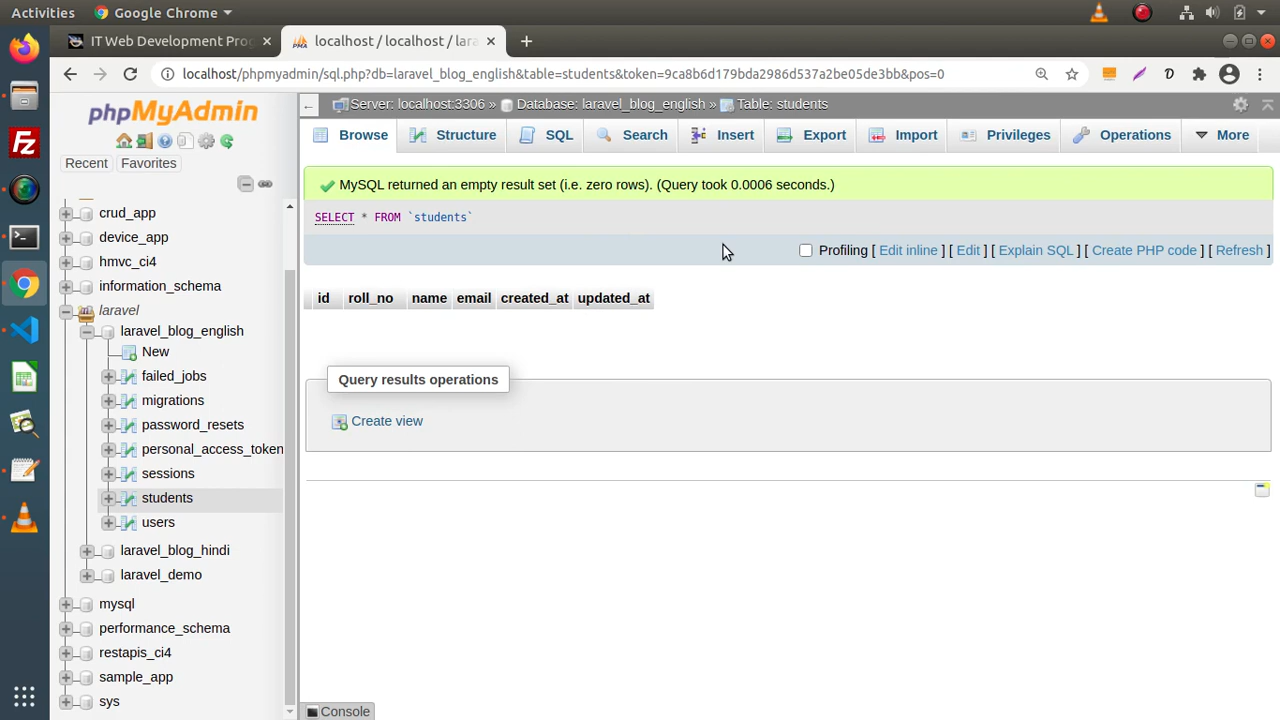 Activities
Google Chrome
IT Web Development Prog
localhost / localhost / lara
localhost/phpmyadmin/sql.php?db=laravel_blog_english&table=students&token=9ca8b6d179bda2986d537a2be05de3bb&pos=0
phpMyAdmin
Recent
Favorites
crud_app
device_app
hmvc_ci4
information_schema
laravel
laravel_blog_english
New
failed_jobs
migrations
password_resets
personal_access_token
sessions
students
users
laravel_blog_hindi
laravel_demo
mysql
performance_schema
restapis_ci4
sample_app
sys
Server: localhost:3306 » Database: laravel_blog_english » Table: students
Browse Structure SQL Search Insert Export Import Privileges Operations More
MySQL returned an empty result set (i.e. zero rows). (Query took 0.0006 seconds.)
SELECT * FROM `students`
Profiling [ Edit inline ] [ Edit ] [ Explain SQL ] [ Create PHP code ] [ Refresh ]
id roll_no name email created_at updated_at
Query results operations
Create view
Console